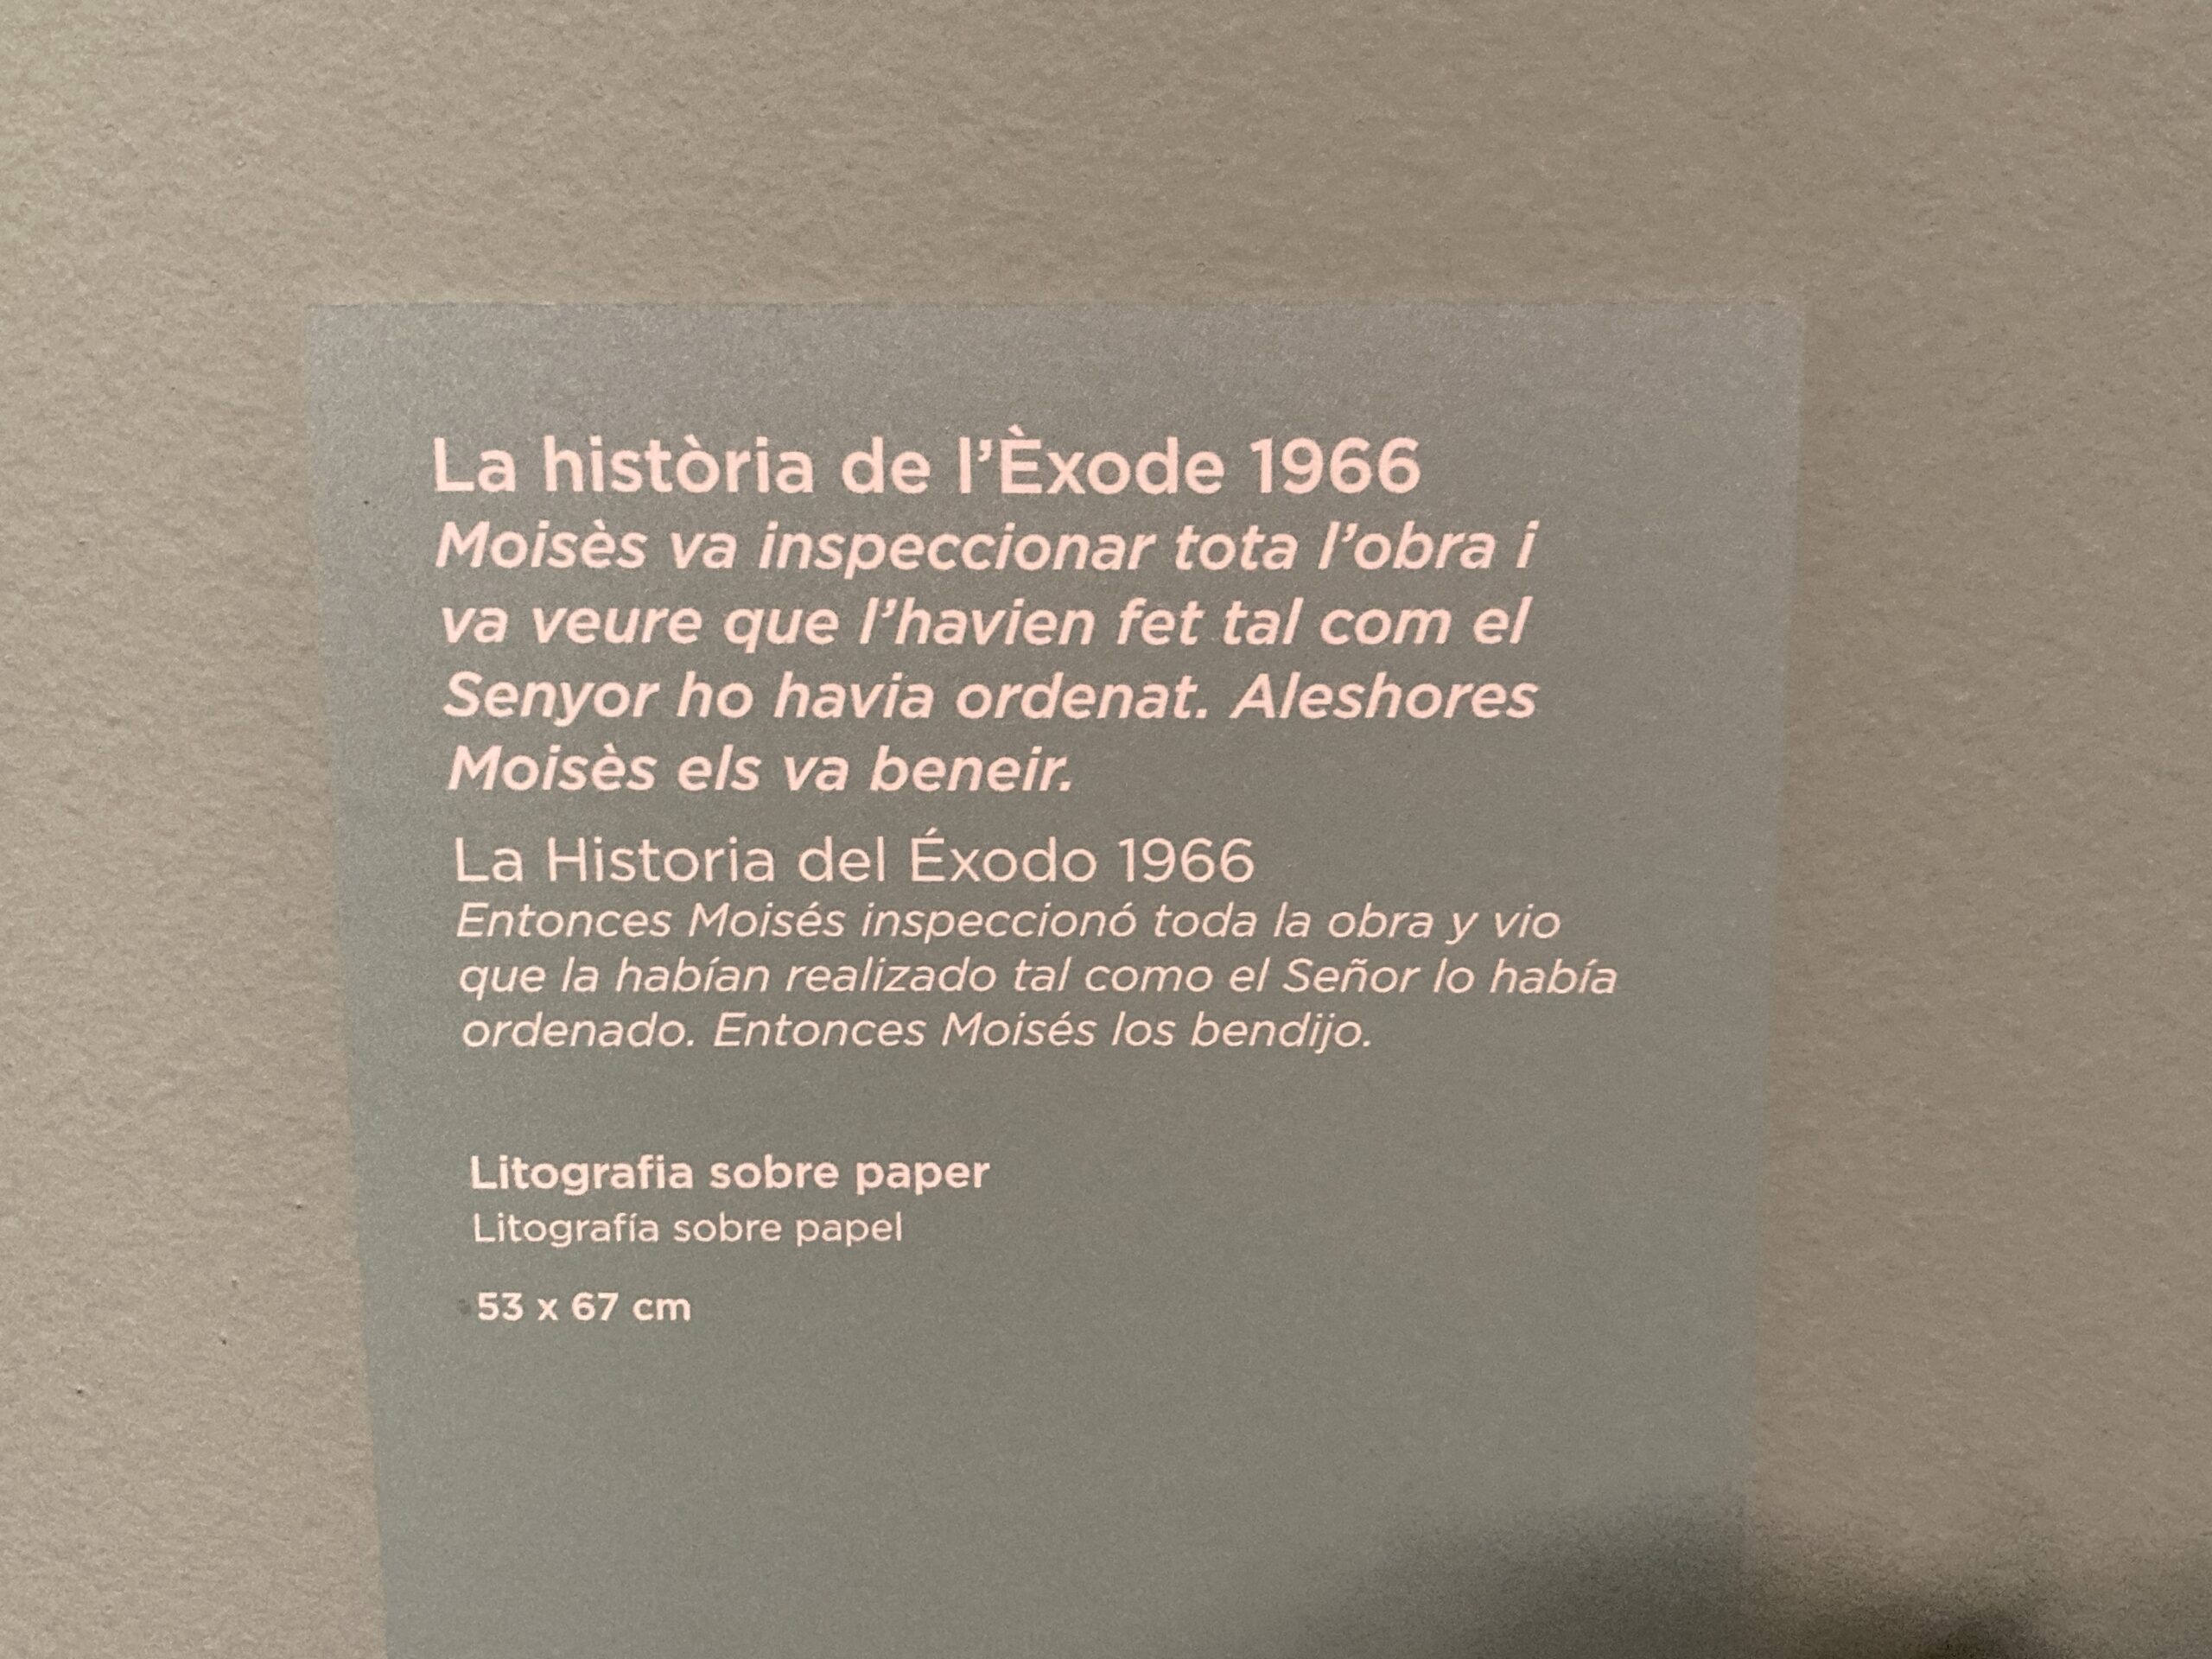 La història de l’Èxode 1966
Moisès va inspeccionar tota l’obra i
va veure que l’havien fet tal com el
Senyor ho havia ordenat. Aleshores
Moisès els va beneir.
La Historia del Éxodo 1966
Entonces Moisés inspeccionó toda la obra y vio
que la habían realizado tal como el Señor lo había
ordenado. Entonces Moisés los bendijo.
Litografia sobre paper
Litografía sobre papel
53 x 67 cm